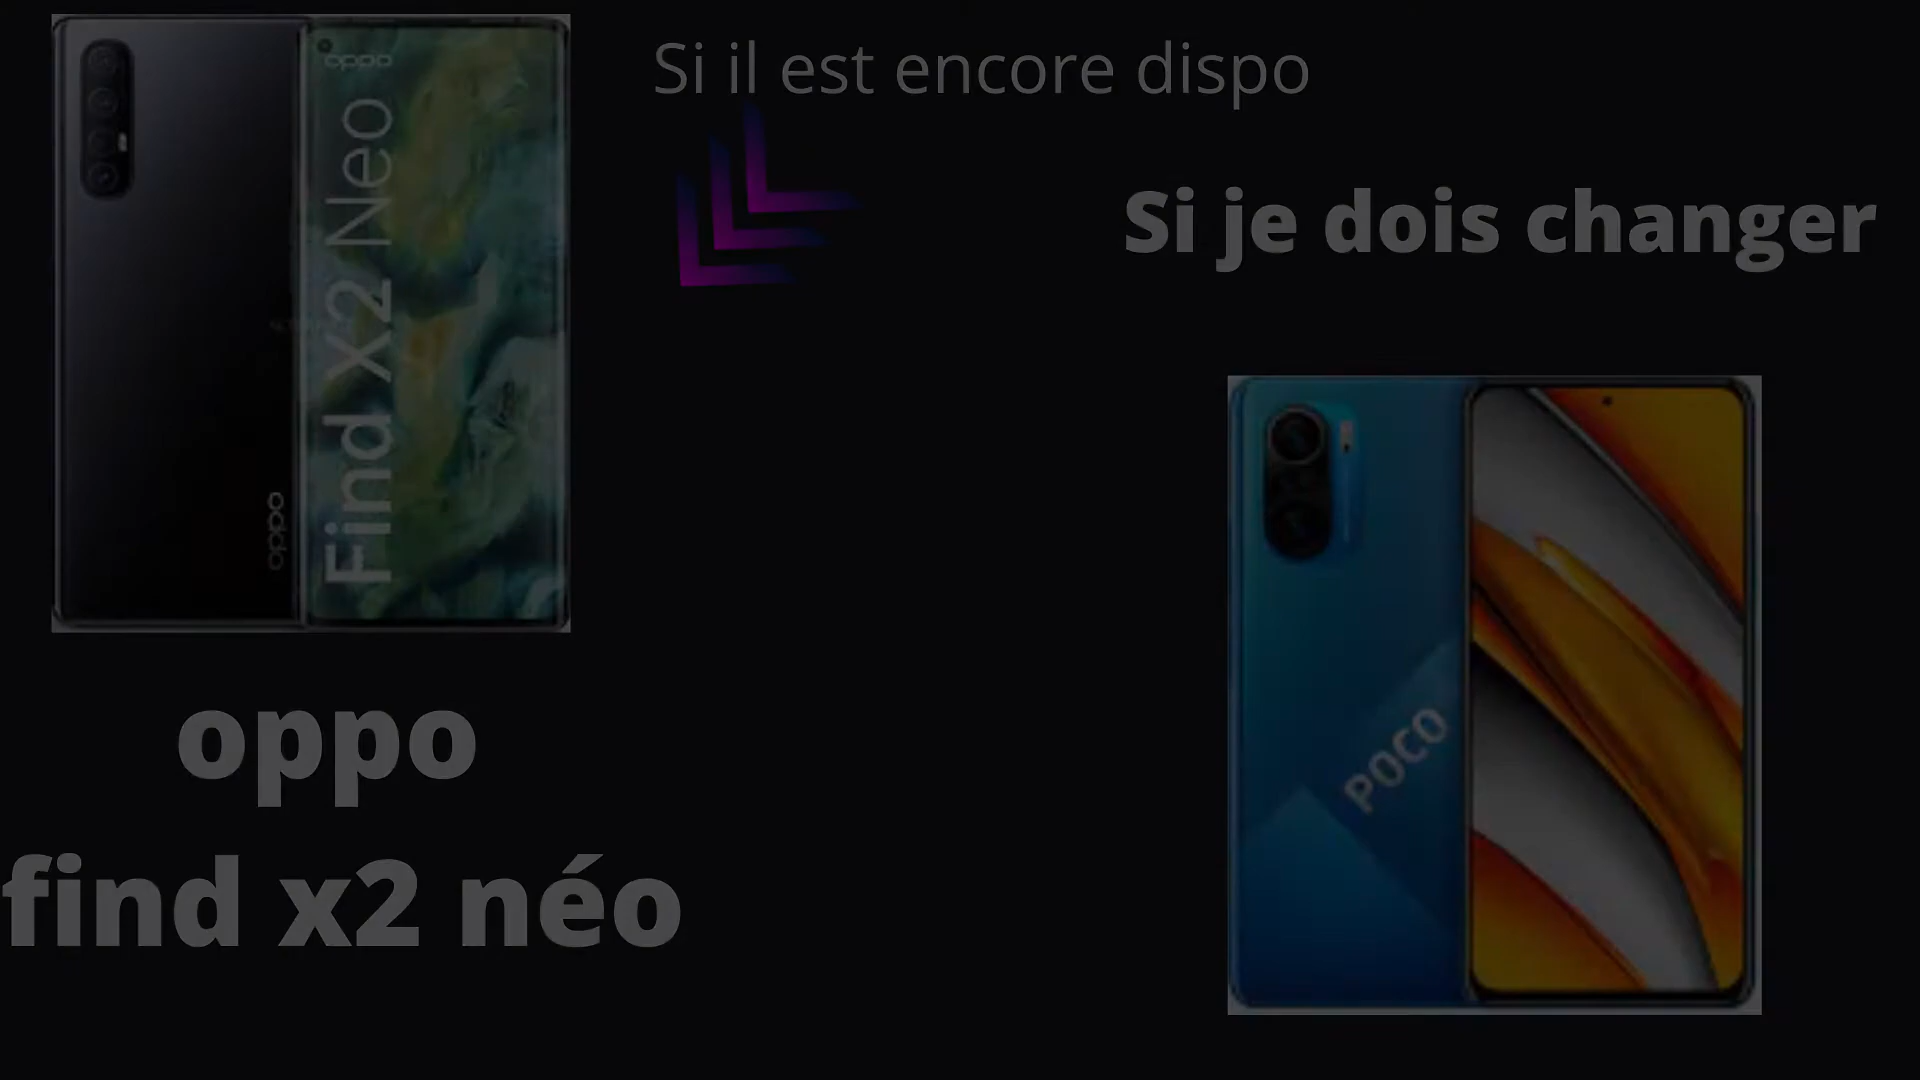 oppo
Find X2 Neo
oppo
Si il est encore dispo
Si je dois changer
POCO
oppo
find x2 néo